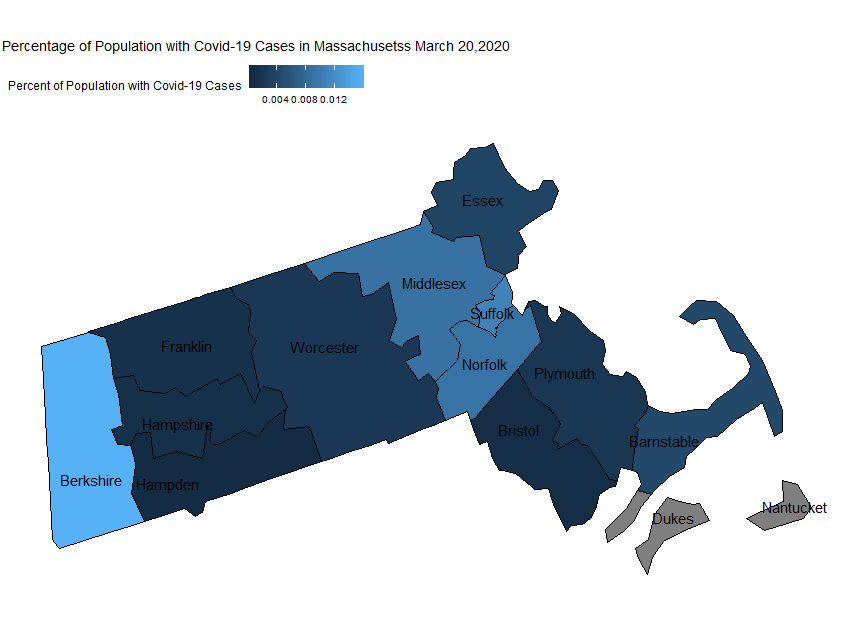 Percentage of Population with Covid-19 Cases in Massachusetss March 20,2020
Percent of Population with Covid-19 Cases
0.004 0.008 0.012
Essex
Middlesex
Suffolk
Franklin
Worcester
Norfolk
Plymouth
Hampshire
Bristol
Barnstable
Berkshire
Hampden
Nantucket
Dukes